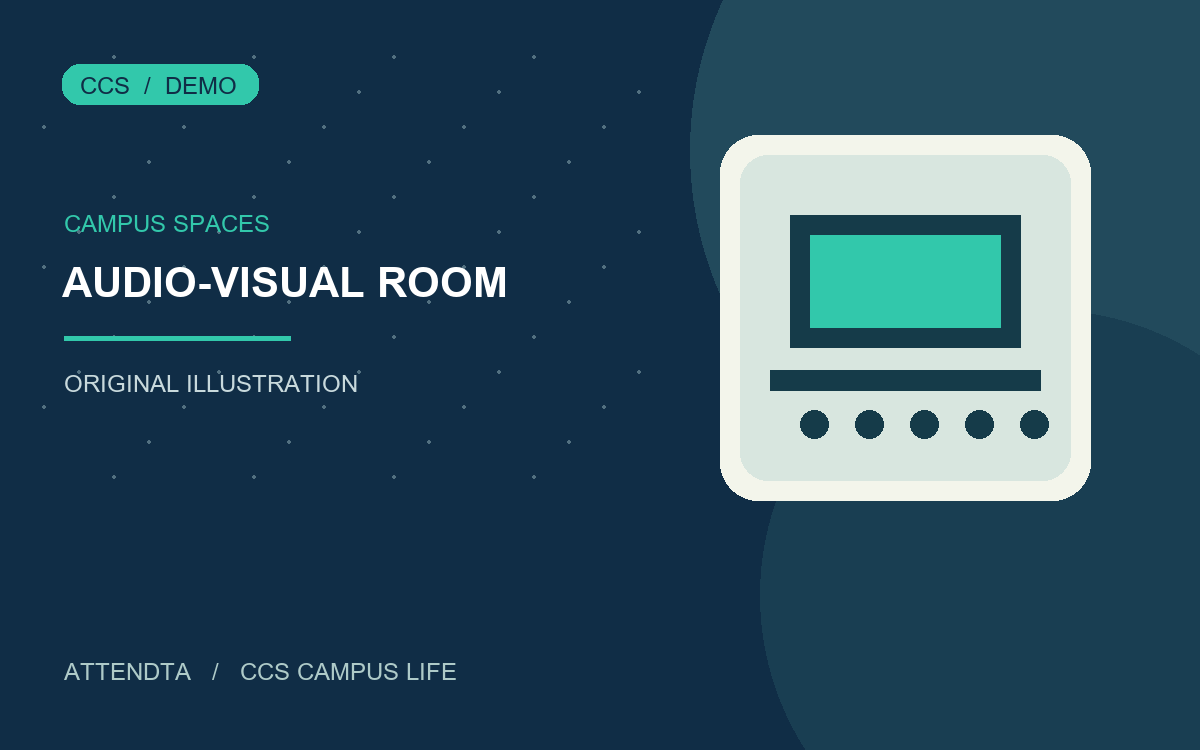 CCS / DEMO
CAMPUS SPACES
AUDIO-VISUAL ROOM
ORIGINAL ILLUSTRATION
ATTENDTA / CCS CAMPUS LIFE